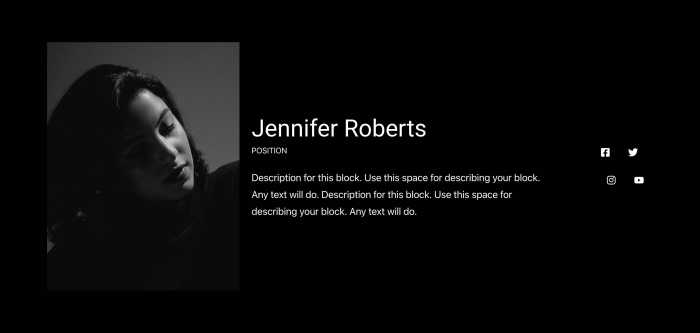 Jennifer Roberts
POSITION
Description for this block. Use this space for describing your block.
Any text will do. Description for this block. Use this space for
describing your block. Any text will do.